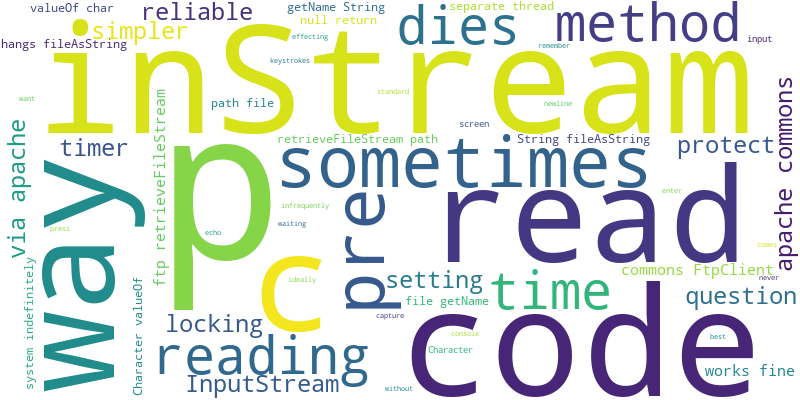 valueOf char
reliable
getName String
separate thread
simpler
null return
dies
method
hangs fileAsString
effecting
remember
input
inStream
keystrokes
standard
want
path file
newline
screen
via apache
timer
ftp retrieveFileStream
p
retrieveFileStream path
String fileAsString
protect
apache commons
sometimes
way
read
pre
infrequently
enter
press
echo
waiting
comes
system indefinitely
Character valueOf
c
ideally
setting
commons FtpClient
never
time
question
file getName
code
locking
capture
reading
console
best
Character
works fine
InputStream
without